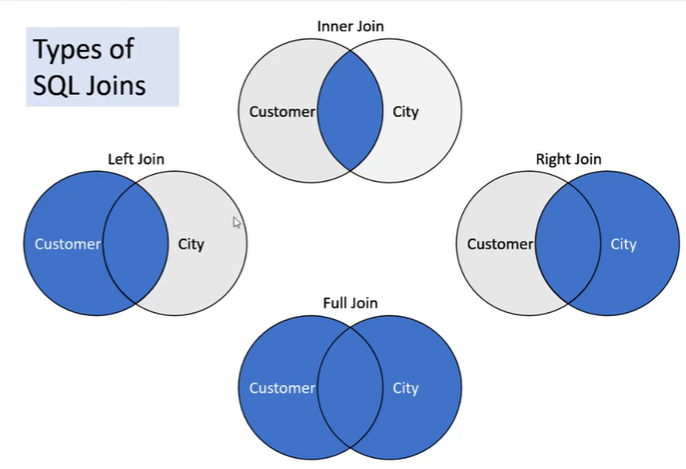 Types of
SQL Joins
Inner Join
Customer
City
Left Join
Customer
City
Right Join
Customer
City
Full Join
Customer
City